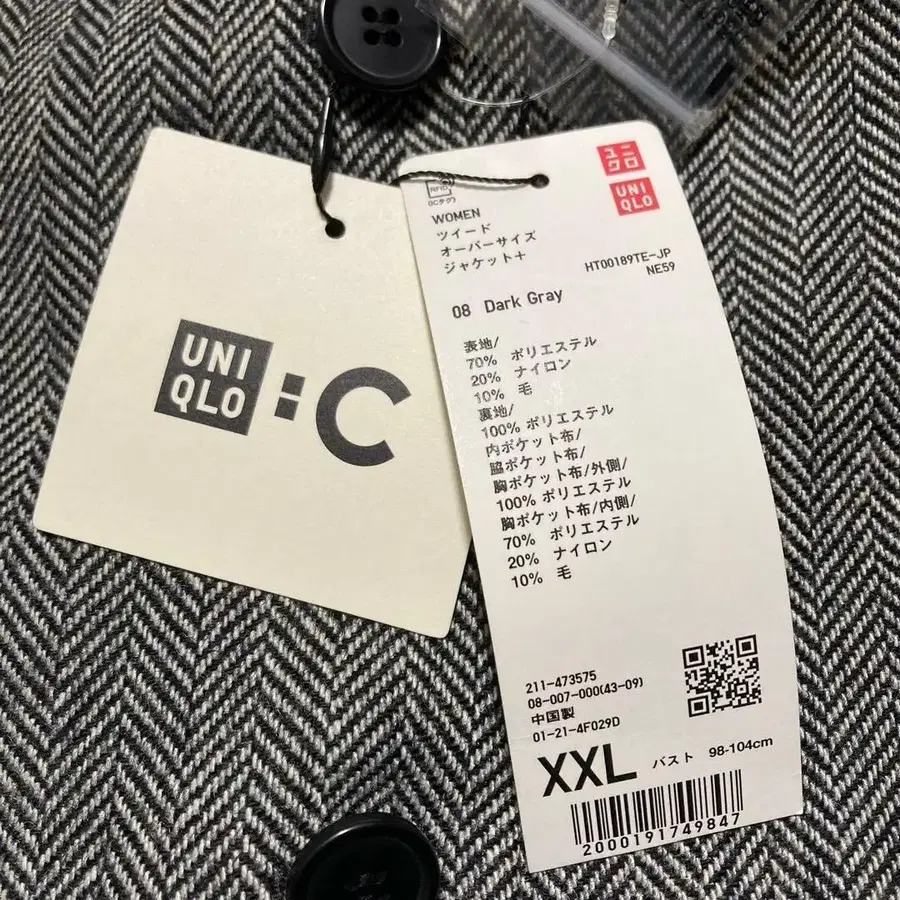 UNI
QLO
:C
ユニ
クロ
UNI
QLO
RFID
(ICタグ)
WOMEN
ツイード
オーバーサイズ
ジャケット+
HT00189TE-JP
NE59
08 Dark Gray
表地/
70% ポリエステル
20% ナイロン
10% 毛
裏地/
100% ポリエステル
内ポケット布/
脇ポケット布/
胸ポケット布/外側/
100% ポリエステル
胸ポケット布/内側/
70% ポリエステル
20% ナイロン
10% 毛
211-473575
08-007-000(43-09)
中国製
01-21-4F029D
XXL バスト 98-104cm
2000191749847